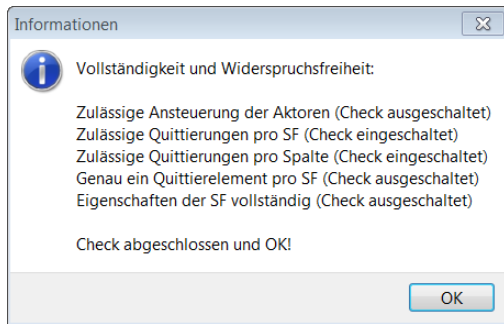 Informationen
Vollständigkeit und Widerspruchsfreiheit:
Zulässige Ansteuerung der Aktoren (Check ausgeschaltet)
Zulässige Quittierungen pro SF (Check eingeschaltet)
Zulässige Quittierungen pro Spalte (Check eingeschaltet)
Genau ein Quittierelement pro SF (Check ausgeschaltet)
Eigenschaften der SF vollständig (Check ausgeschaltet)
Check abgeschlossen und OK!
OK